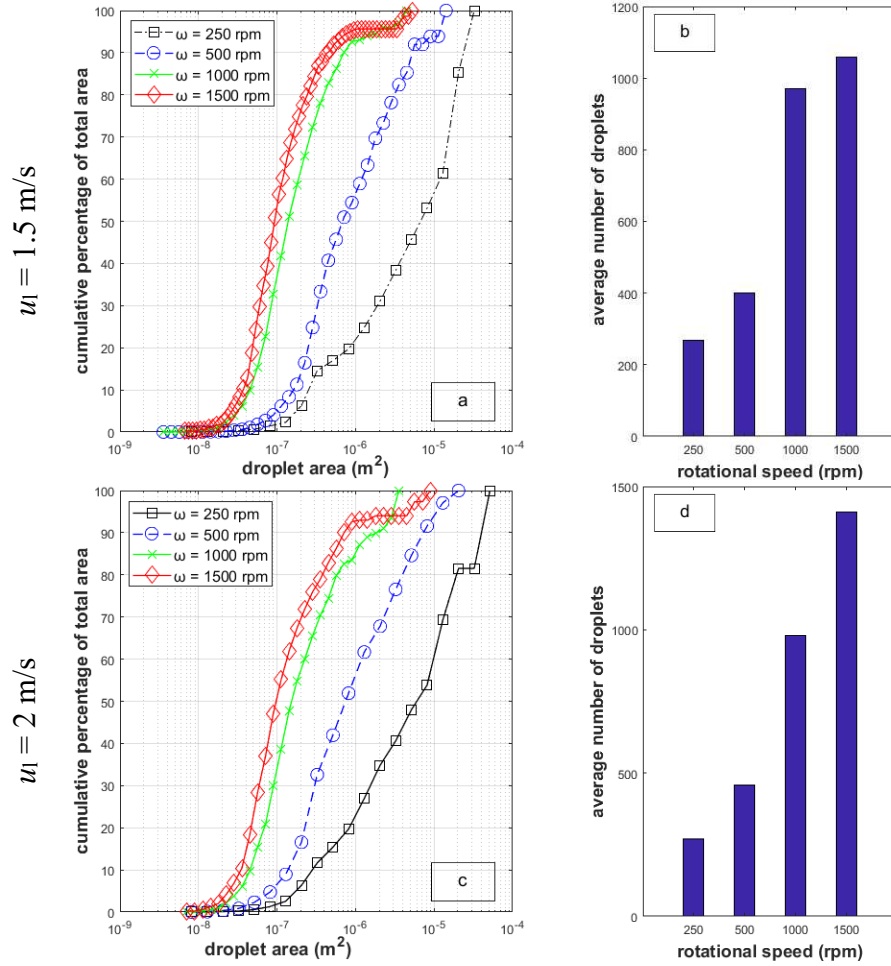 u_l = 1.5 m/s
cumulative percentage of total area
100
90
80
70
60
50
40
30
20
10
0
ω = 250 rpm
ω = 500 rpm
ω = 1000 rpm
ω = 1500 rpm
a
10^-9
10^-8
10^-7
10^-6
10^-5
10^-4
droplet area (m^2)
average number of droplets
1200
1000
800
600
400
200
0
b
250
500
1000
1500
rotational speed (rpm)
u_l = 2 m/s
cumulative percentage of total area
100
90
80
70
60
50
40
30
20
10
0
ω = 250 rpm
ω = 500 rpm
ω = 1000 rpm
ω = 1500 rpm
c
10^-9
10^-8
10^-7
10^-6
10^-5
10^-4
droplet area (m^2)
average number of droplets
1500
1000
500
0
d
250
500
1000
1500
rotational speed (rpm)